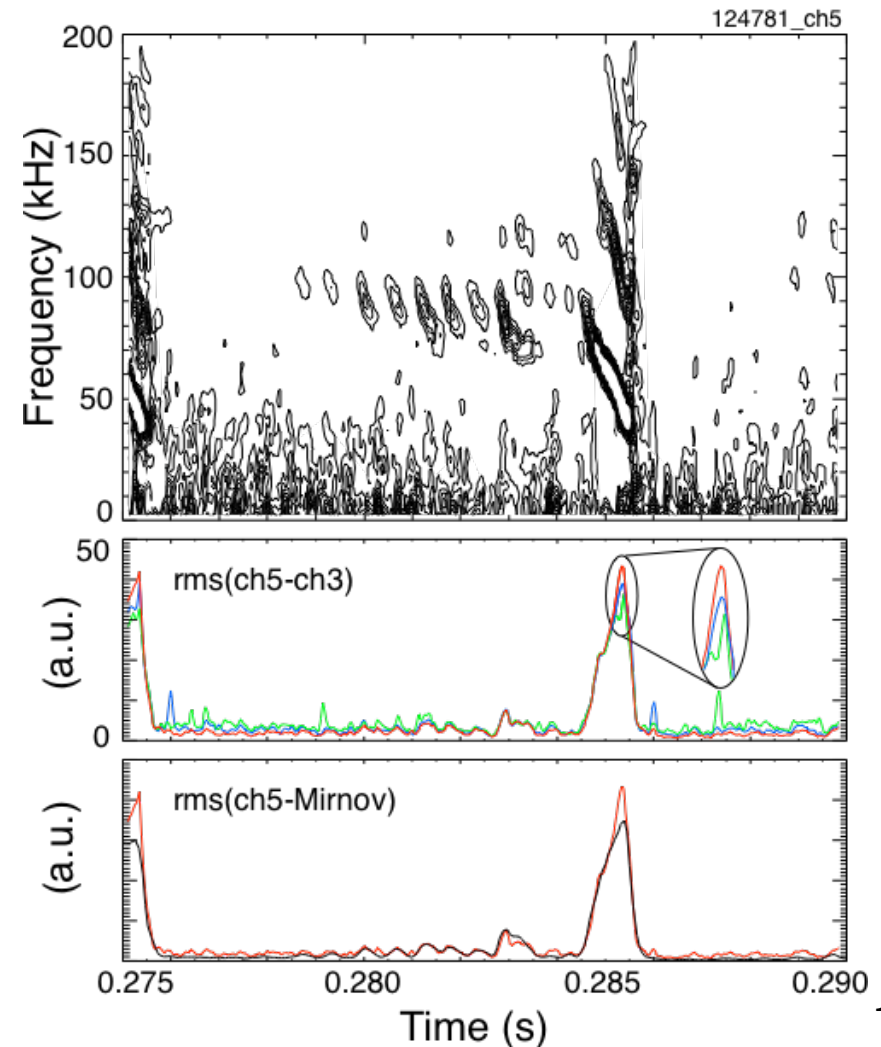 124781_ch5
Frequency (kHz)
200
150
100
50
0
rms(ch5-ch3)
(a.u.)
50
0
rms(ch5-Mirnov)
(a.u.)
0.275 0.280 0.285 0.290
Time (s)